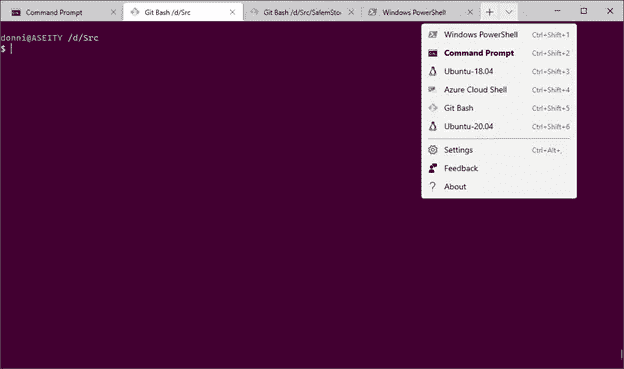 Command Prompt
Git Bash /d/Src
Git Bash /d/Src/SalemStoc
Windows PowerShell
donni@ASEITY /d/Src
$
Windows PowerShell Ctrl+Shift+1
Command Prompt Ctrl+Shift+2
Ubuntu-18.04 Ctrl+Shift+3
Azure Cloud Shell Ctrl+Shift+4
Git Bash Ctrl+Shift+5
Ubuntu-20.04 Ctrl+Shift+6
Settings Ctrl+Alt+,
Feedback
About